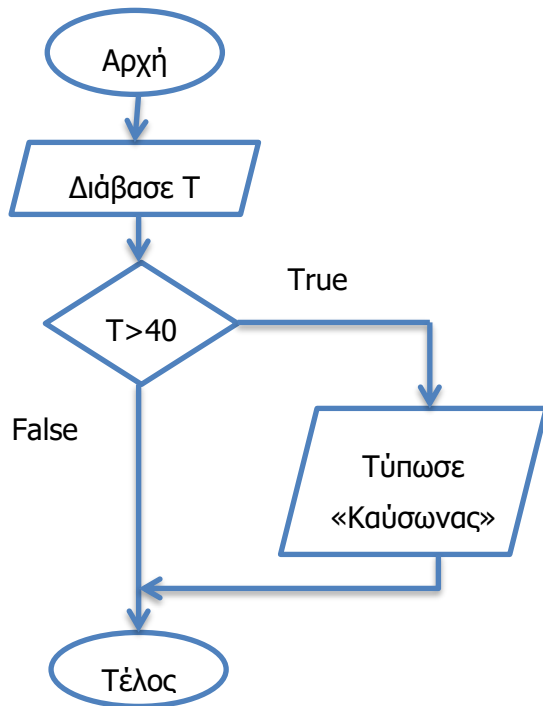 Αρχή
Διάβασε Τ
True
Τ>40
False
Τύπωσε
«Καύσωνας»
Τέλος